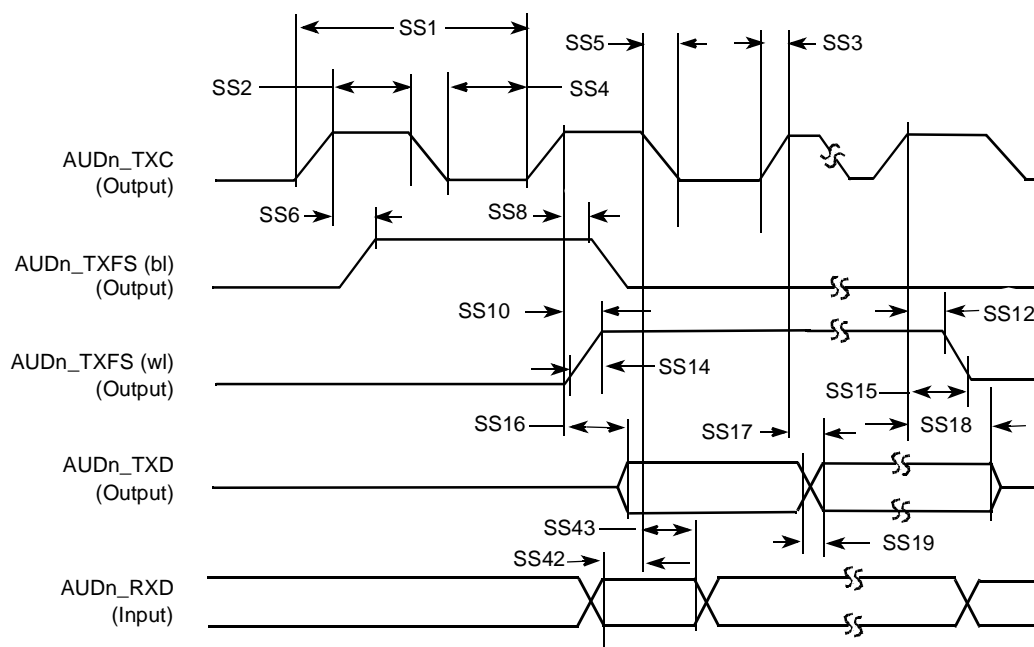 SS1
SS5
SS3
SS2
SS4
AUDn_TXC
(Output)
SS6
SS8
AUDn_TXFS (bl)
(Output)
SS10
SS12
AUDn_TXFS (wl)
(Output)
SS14
SS15
SS16
SS17
SS18
AUDn_TXD
(Output)
SS43
SS19
SS42
AUDn_RXD
(Input)